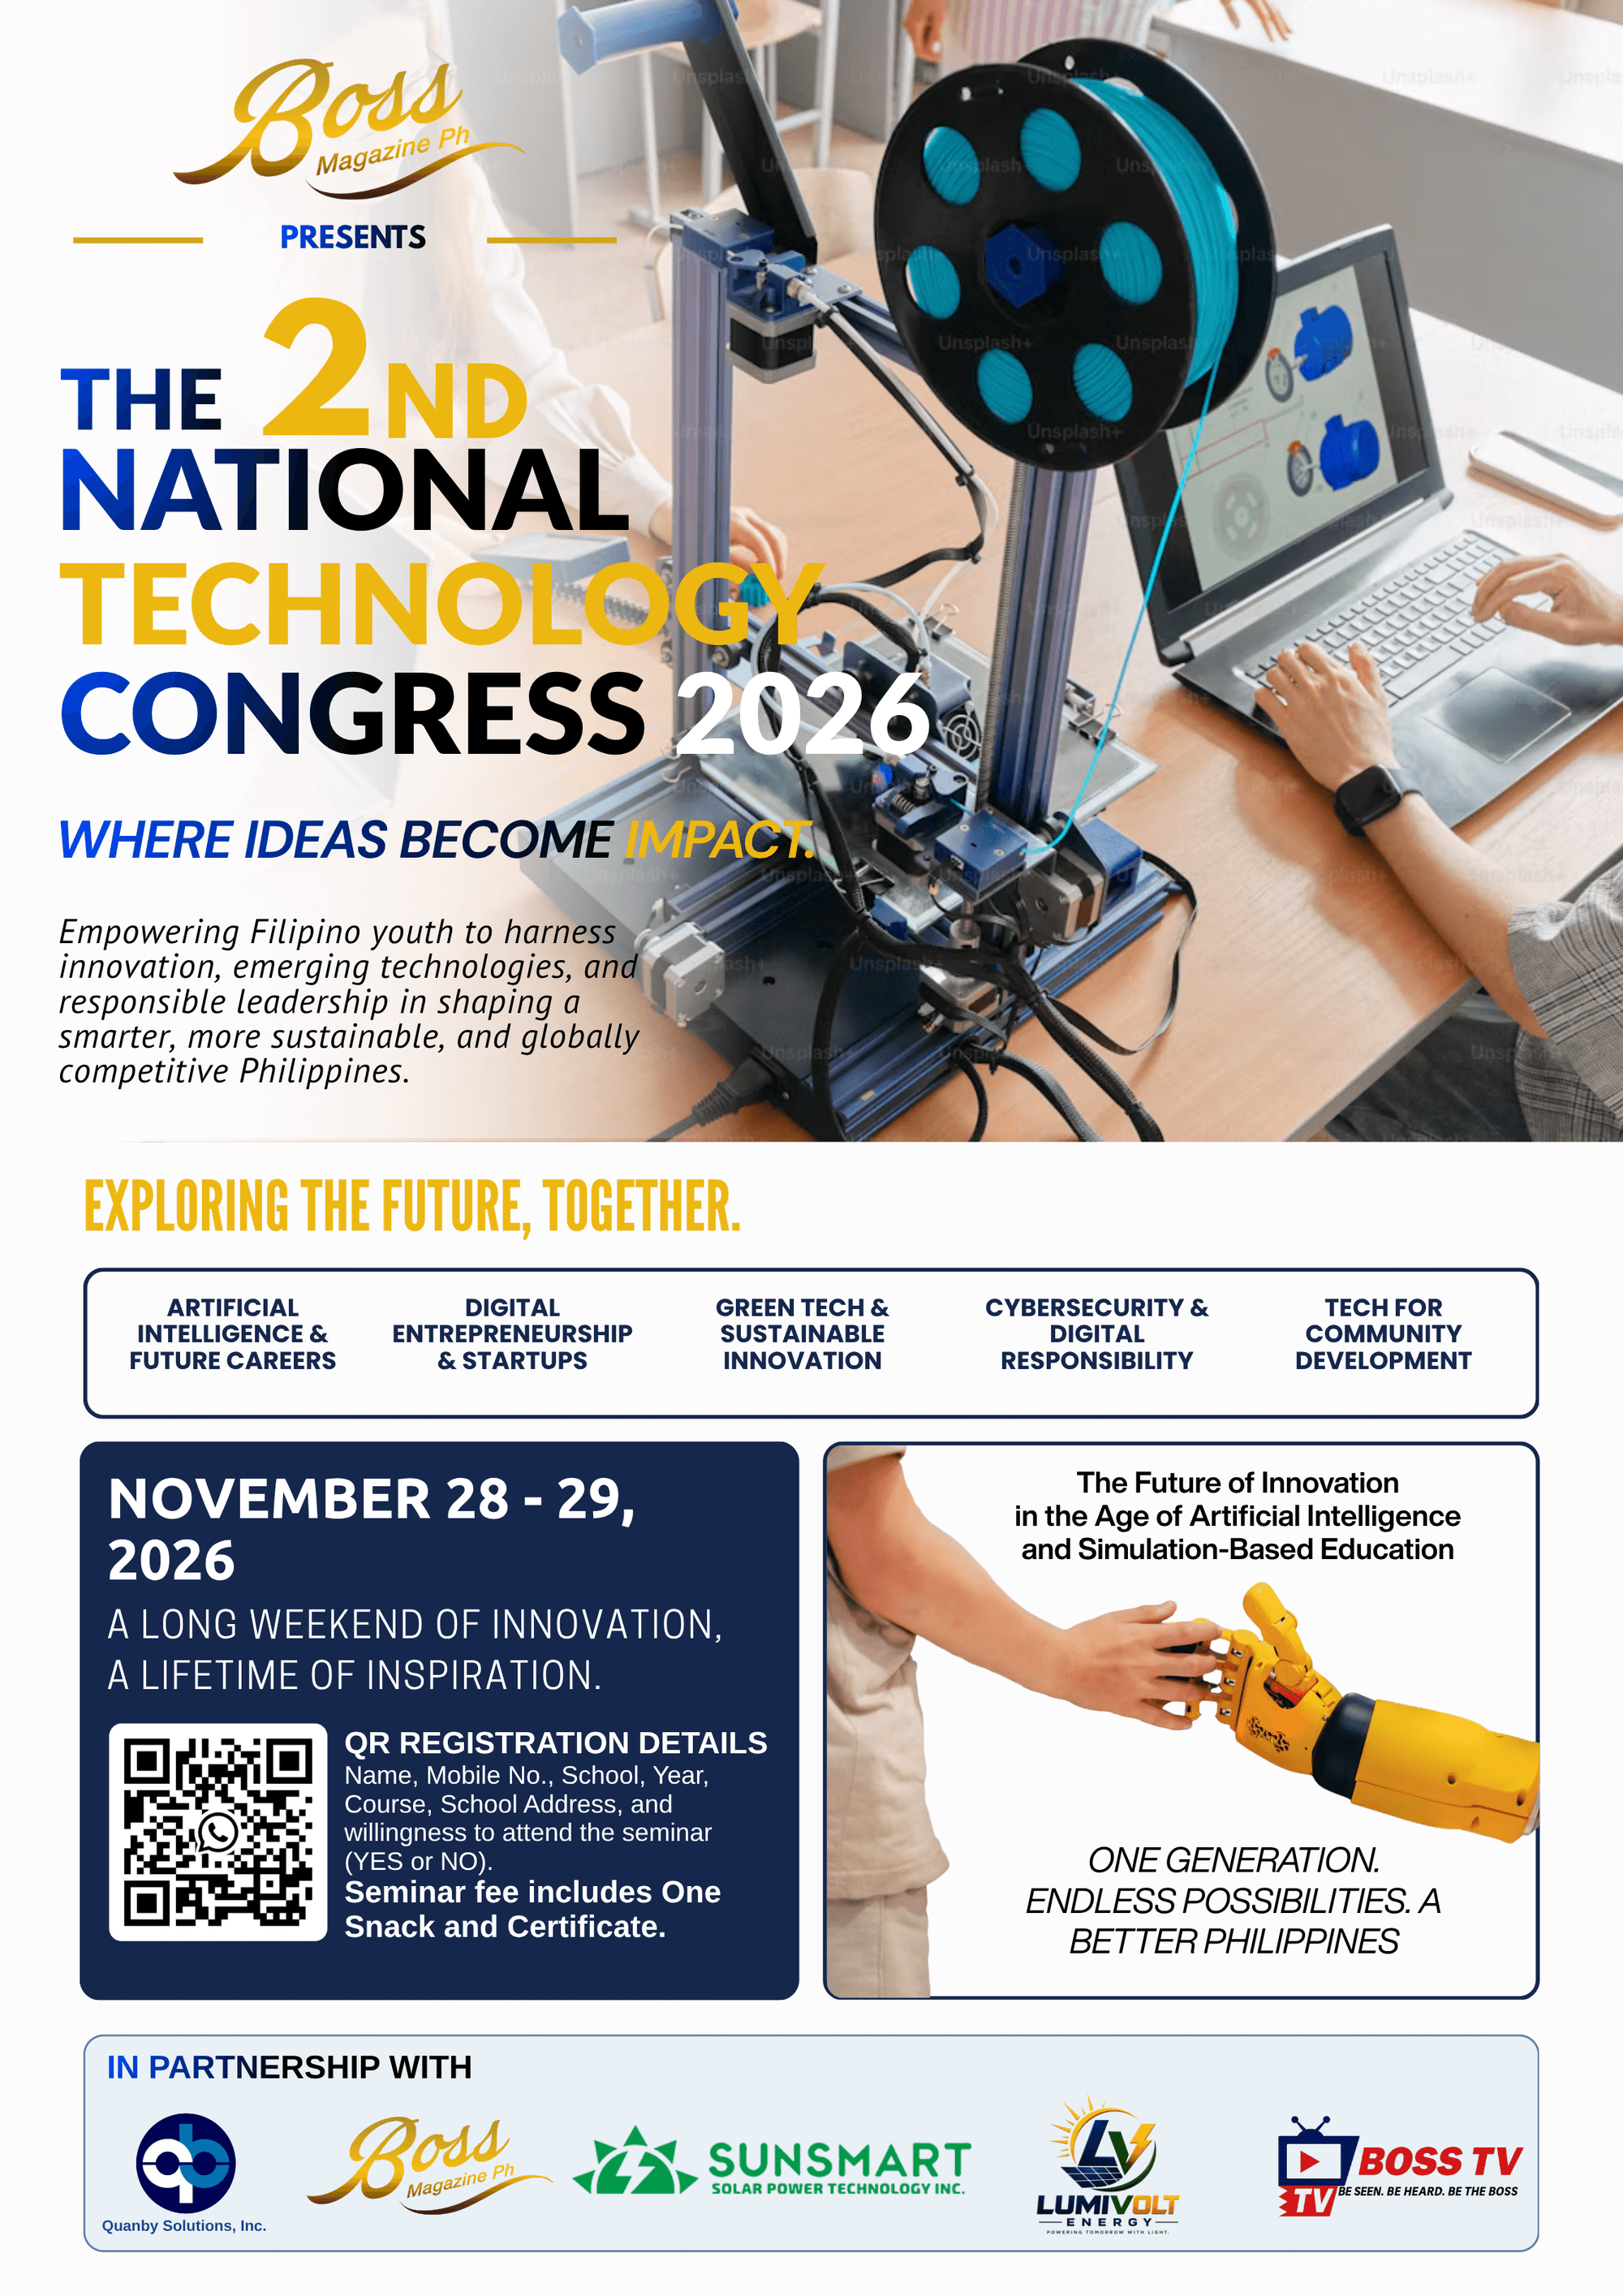 Boss
Magazine Ph
PRESENTS
THE 2ND
NATIONAL
TECHNOLOGY
CONGRESS 2026
WHERE IDEAS BECOME IMPACT.
Empowering Filipino youth to harness
innovation, emerging technologies, and
responsible leadership in shaping a
smarter, more sustainable, and globally
competitive Philippines.
Unsplash+
EXPLORING THE FUTURE, TOGETHER.
ARTIFICIAL
INTELLIGENCE &
FUTURE CAREERS
DIGITAL
ENTREPRENEURSHIP
& STARTUPS
GREEN TECH &
SUSTAINABLE
INNOVATION
CYBERSECURITY &
DIGITAL
RESPONSIBILITY
TECH FOR
COMMUNITY
DEVELOPMENT
NOVEMBER 28 - 29,
2026
A LONG WEEKEND OF INNOVATION,
A LIFETIME OF INSPIRATION.
QR REGISTRATION DETAILS
Name, Mobile No., School, Year,
Course, School Address, and
willingness to attend the seminar
(YES or NO).
Seminar fee includes One
Snack and Certificate.
The Future of Innovation
in the Age of Artificial Intelligence
and Simulation-Based Education
ONE GENERATION.
ENDLESS POSSIBILITIES. A
BETTER PHILIPPINES
IN PARTNERSHIP WITH
qb
Quanby Solutions, Inc.
Boss
Magazine Ph
SUNSMART
SOLAR POWER TECHNOLOGY INC.
LV
LUMIVOLT
ENERGY
POWERING TOMORROW WITH LIGHT.
TV
BOSS TV
BE SEEN. BE HEARD. BE THE BOSS